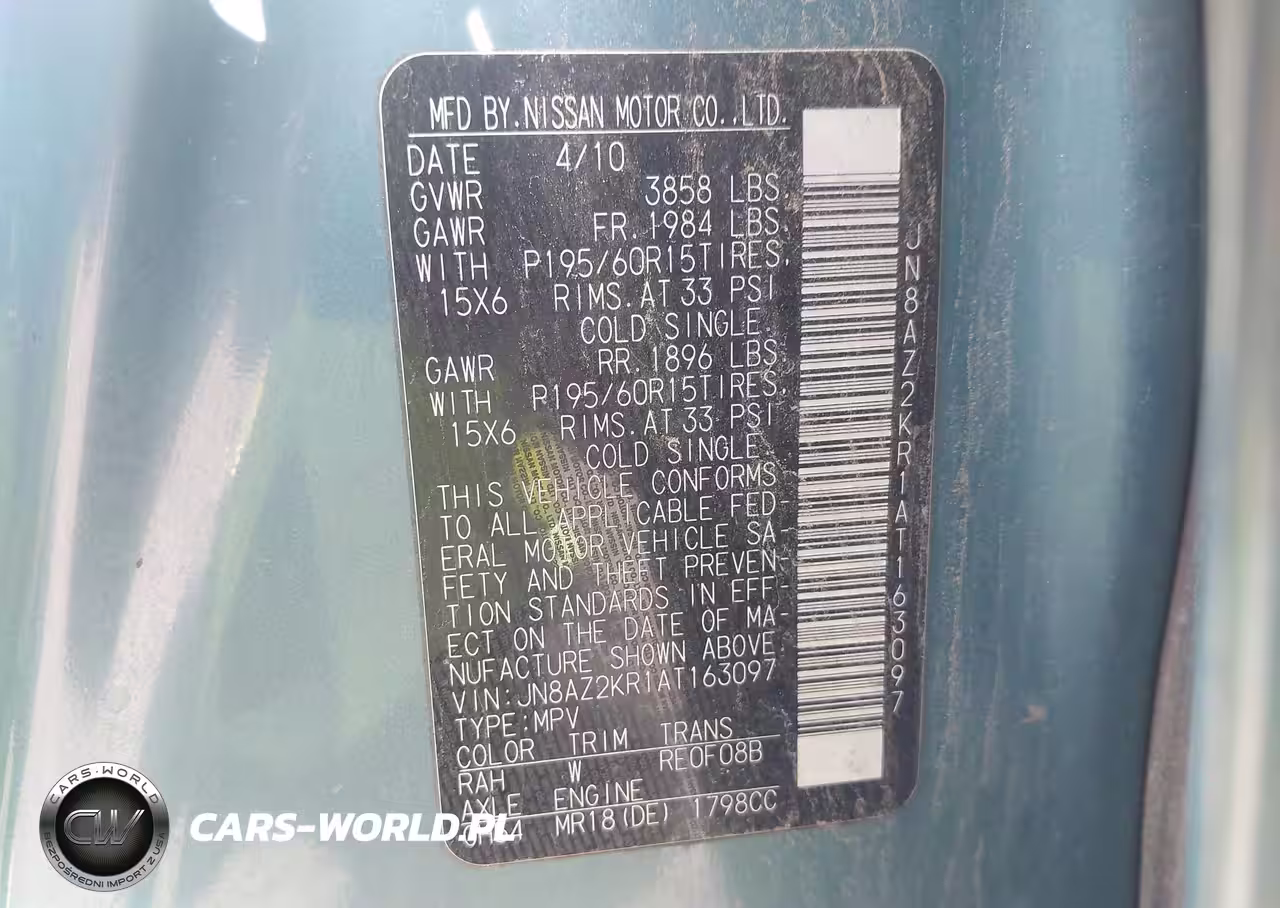 MFD BY. NISSAN MOTOR CO.,LTD.
DATE 4/10
GVWR 3858 LBS
GAWR FR. 1984 LBS.
WITH P195/60R15TIRES,
15X6 RIMS. AT 33 PSI
COLD SINGLE.
GAWR RR. 1896 LBS
WITH P195/60R15TIRES,
15X6 RIMS. AT 33 PSI
COLD SINGLE.
THIS VEHICLE CONFORMS
TO ALL APPLICABLE FED-
ERAL MOTOR VEHICLE SA-
FETY AND THEFT PREVEN-
TION STANDARDS IN EFF-
ECT ON THE DATE OF MA-
NUFACTURE SHOWN ABOVE.
VIN:JN8AZ2KR1AT163097
TYPE:MPV
COLOR TRIM TRANS
RAH W RE0F08B
AXLE ENGINE
MR18(DE) 1798CC
JN8AZ2KR1AT163097
CARS-WORLD
CW
BEZPOŚREDNI IMPORT Z USA
CARS-WORLD.PL